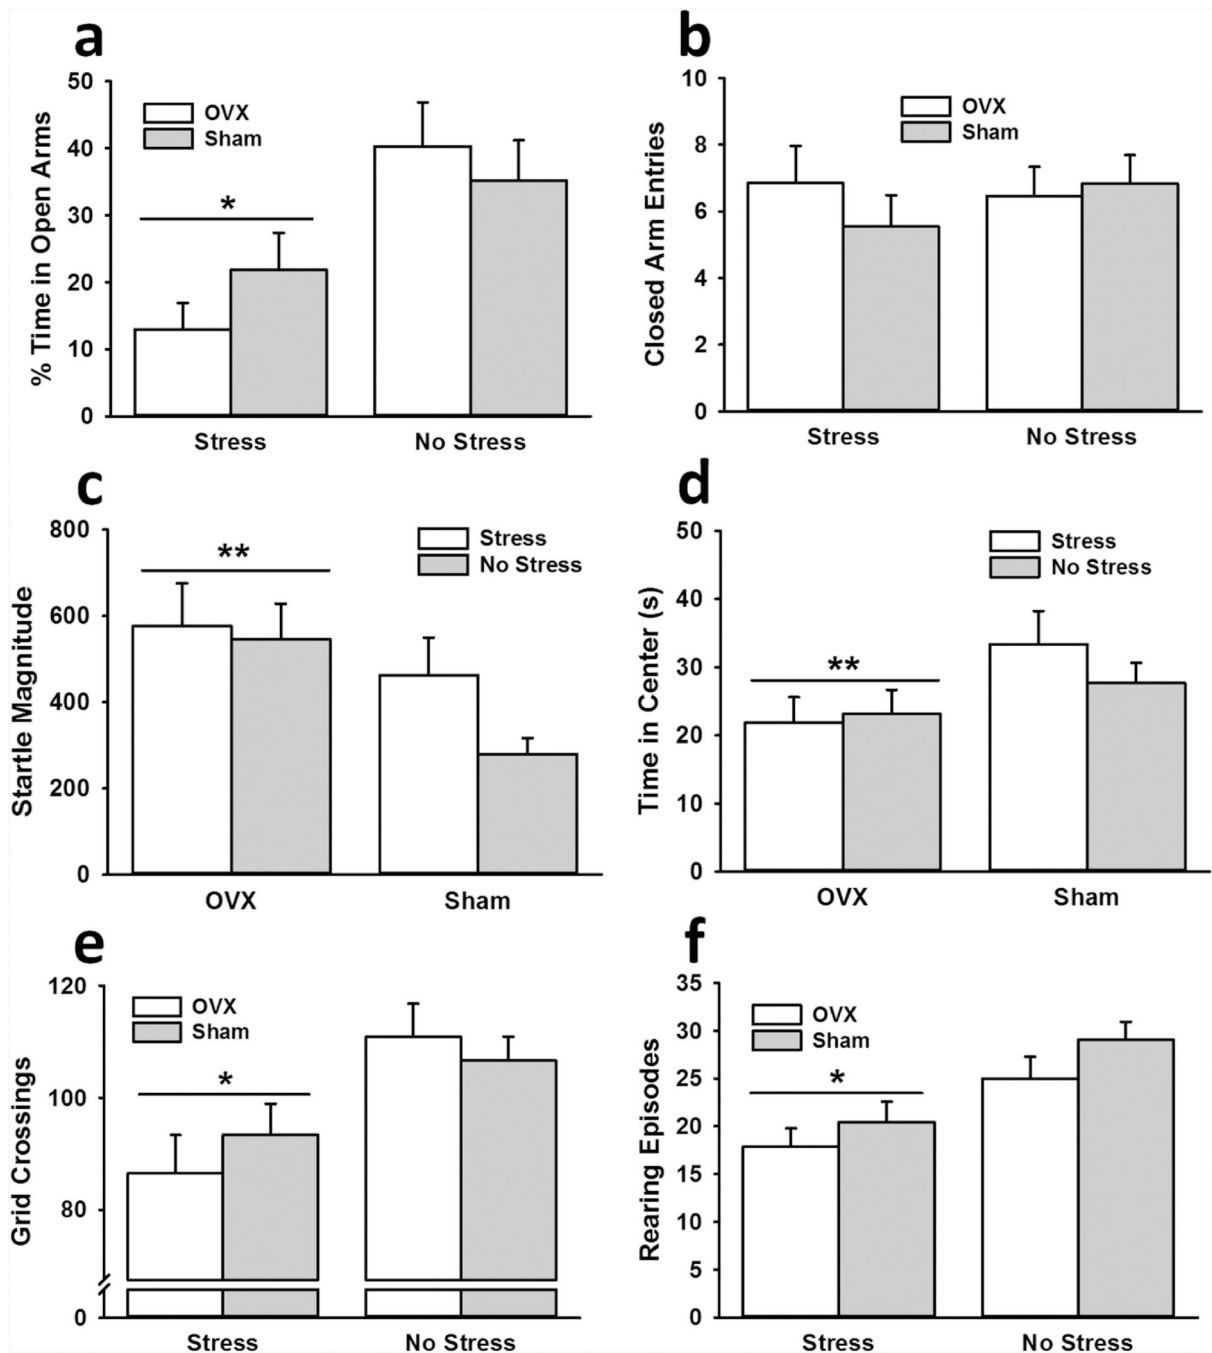 a
50
40
30
20
10
0
% Time in Open Arms
OVX
Sham
*
Stress
No Stress
b
10
8
6
4
2
0
Closed Arm Entries
OVX
Sham
Stress
No Stress
c
800
600
400
200
0
Startle Magnitude
Stress
No Stress
**
OVX
Sham
d
50
40
30
20
10
0
Time in Center (s)
Stress
No Stress
**
OVX
Sham
e
120
100
80
0
Grid Crossings
OVX
Sham
*
Stress
No Stress
f
35
30
25
20
15
10
5
0
Rearing Episodes
OVX
Sham
*
Stress
No Stress